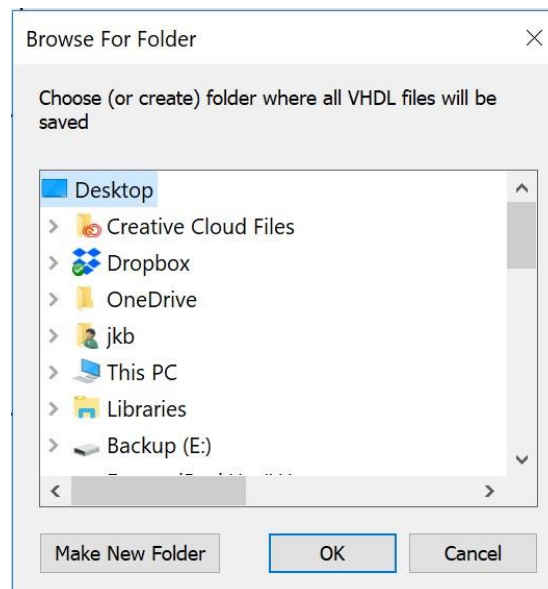 Browse For Folder
Choose (or create) folder where all VHDL files will be
saved
Desktop
Creative Cloud Files
Dropbox
OneDrive
jkb
This PC
Libraries
Backup (E:)
Make New Folder
OK
Cancel